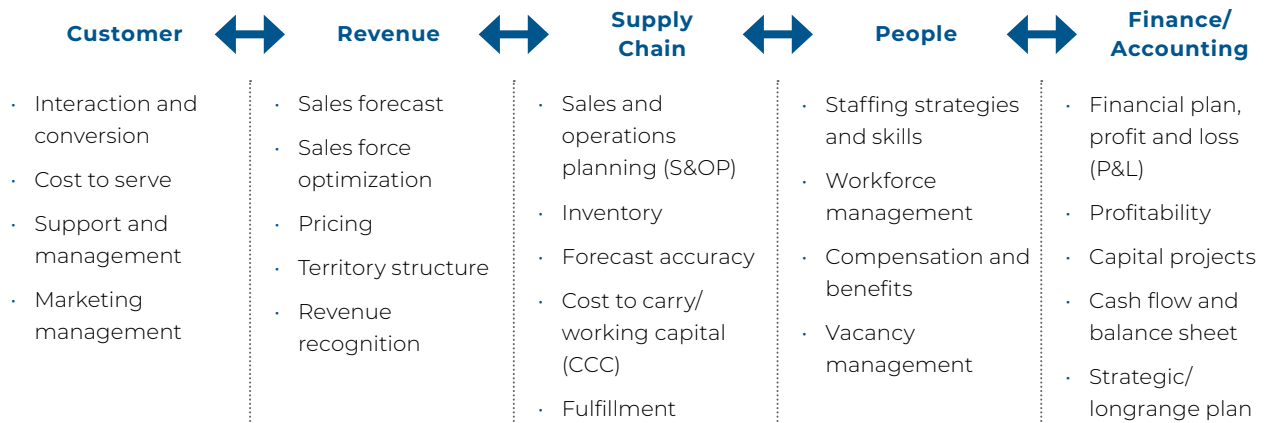 Customer
Interaction and
conversion
Cost to serve
Support and
management
Marketing
management
Revenue
Sales forecast
Sales force
optimization
Pricing
Territory structure
Revenue
recognition
Supply
Chain
Sales and
operations
planning (S&OP)
Inventory
Forecast accuracy
Cost to carry/
working capital
(CCC)
Fulfillment
People
Staffing strategies
and skills
Workforce
management
Compensation and
benefits
Vacancy
management
Finance/
Accounting
Financial plan,
profit and loss
(P&L)
Profitability
Capital projects
Cash flow and
balance sheet
Strategic/
longrange plan